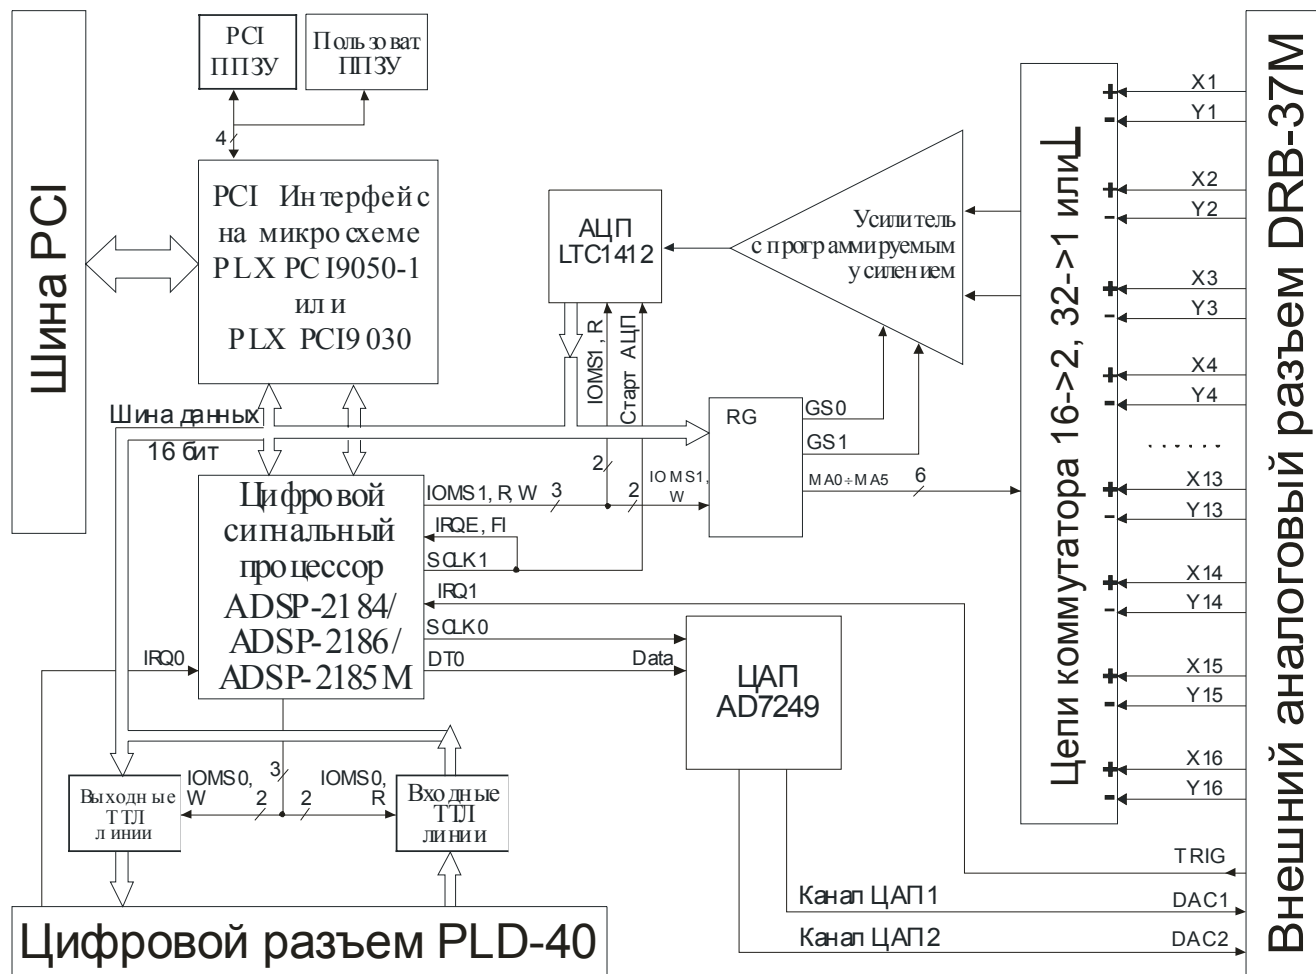 Шина PCI
PCI
ППЗУ
Пользоват.
ППЗУ
4
PCI Интерфейс
на микросхеме
PLX PCI9050-1
или
PLX PCI9030
Шина данных
16 бит
Цифровой
сигнальный
процессор
ADSP-2184/
ADSP-2186/
ADSP-2185M
IOMS1, R, W
3
2
2
IOMS1,
W
IRQE, FI
SCLK1
IRQ1
SCLK0
DT0
Data
IRQ0
АЦП
LTC1412
IOMS1, R
Старт АЦП
Усилитель
с программируемым
усилением
RG
GS0
GS1
MA0÷MA5
6
ЦАП
AD7249
Цепи коммутатора 16->2, 32->1 или ⊥
+
X1
-
Y1
+
X2
-
Y2
+
X3
-
Y3
+
X4
-
Y4
......
+
X13
-
Y13
+
X14
-
Y14
+
X15
-
Y15
+
X16
-
Y16
TRIG
Канал ЦАП1
DAC1
Канал ЦАП2
DAC2
Внешний аналоговый разъем DRB-37M
Выходные
ТТЛ
линии
IOMS0,
W
2
3
2
IOMS0,
R
Входные
ТТЛ
линии
Цифровой разъем PLD-40